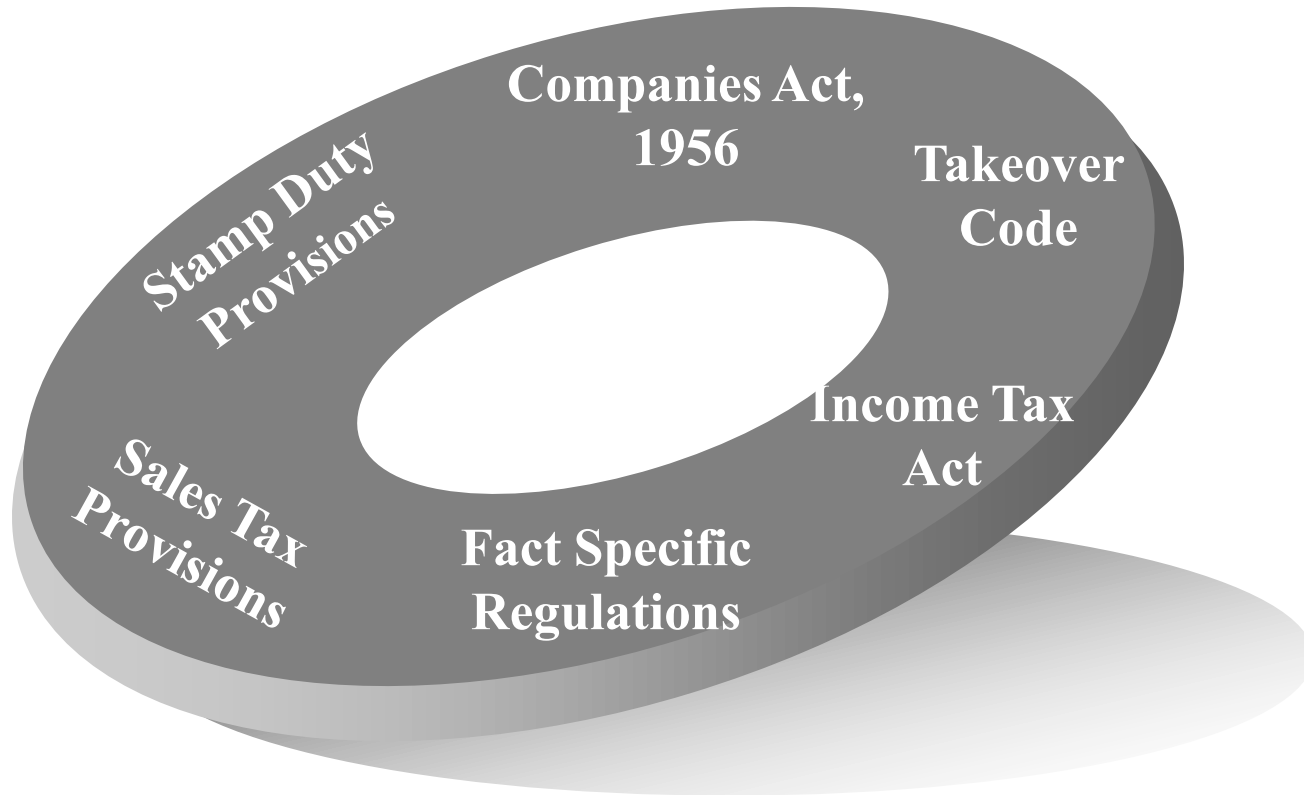 Companies Act,
1956
Takeover
Code
Income Tax
Act
Fact Specific
Regulations
Sales Tax
Provisions
Stamp Duty
Provisions